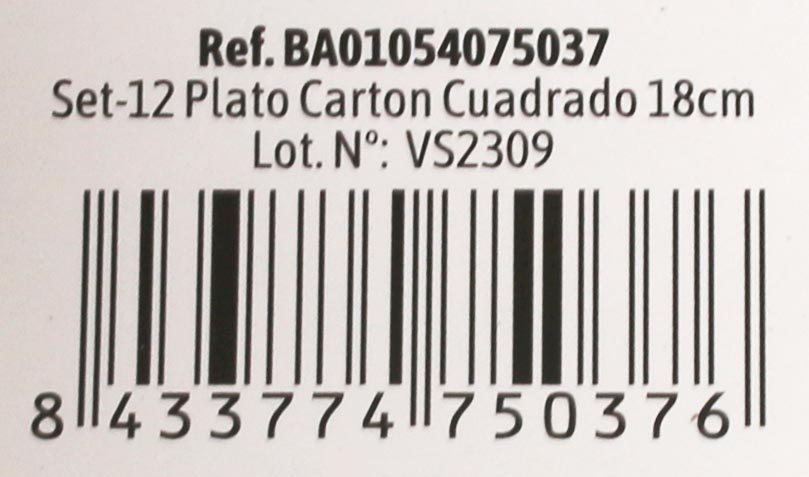 Ref. BA01054075037
Set-12 Plato Carton Cuadrado 18cm
Lot. Nº: VS2309
8 433774 750376